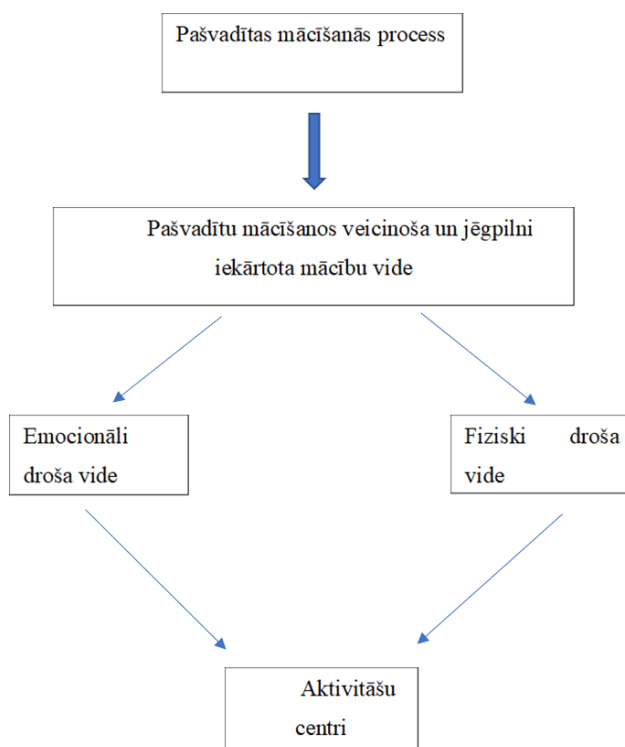 Pašvadītas mācīšanās process
Pašvadītu mācīšanos veicinoša un jēgpilni
iekārtota mācību vide
Emocionāli
droša vide
Fiziski droša
vide
Aktivitāšu
centri